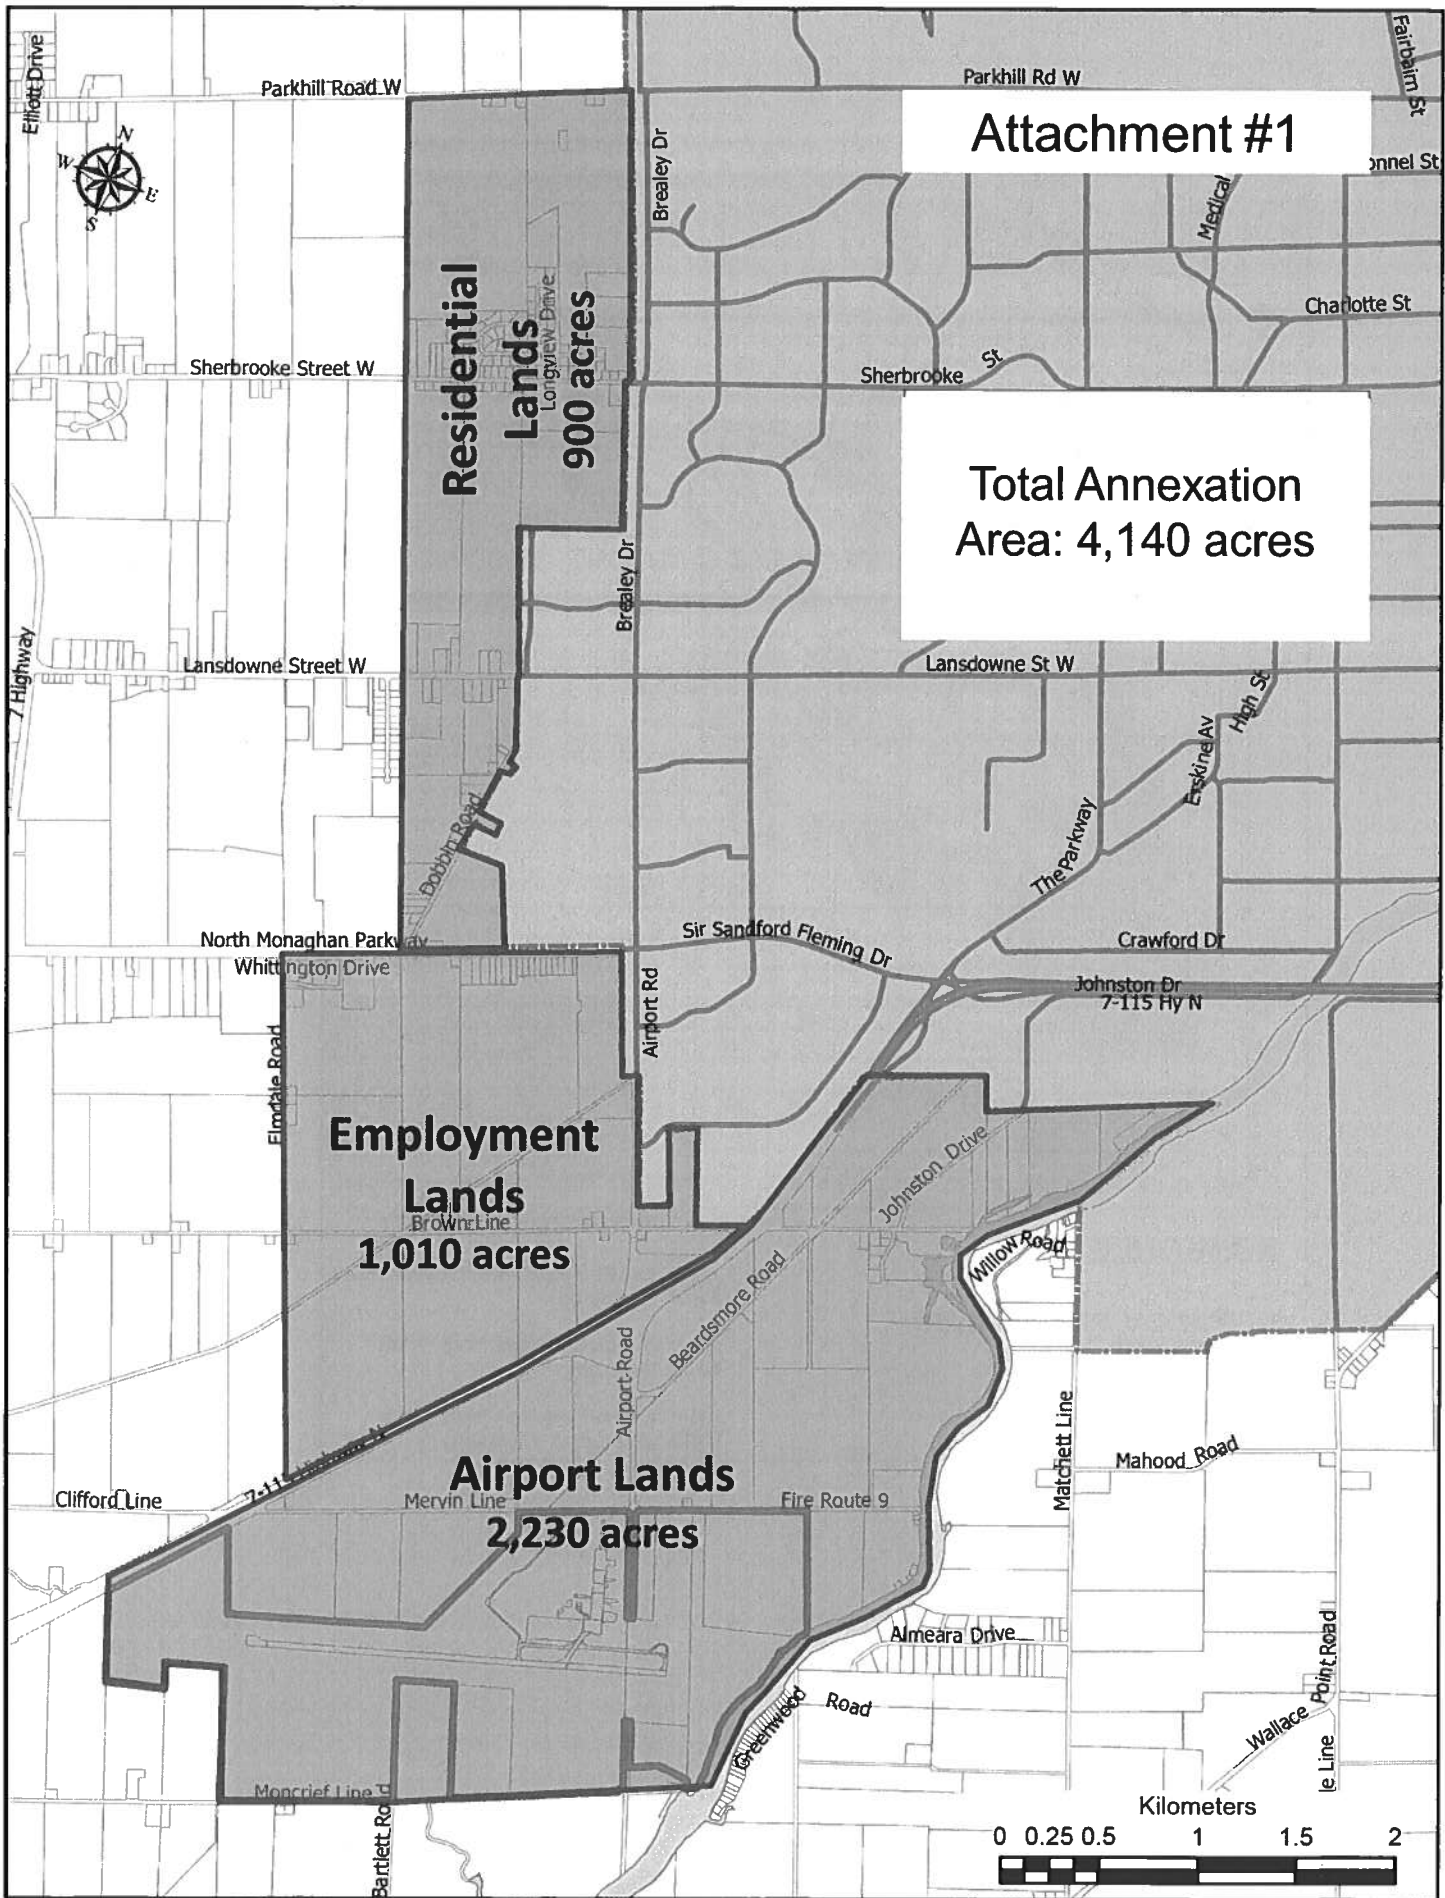 Elliott Drive
Parkhill Road W
Parkhill Rd W
Fairbairn St
Attachment #1
onnel St
N
W
E
S
Brealey Dr
Medical
Residential
Lands
900 acres
Longview Drive
Charlotte St
Sherbrooke Street W
Sherbrooke St
Total Annexation
Area: 4,140 acres
Brealey Dr
7 Highway
Lansdowne Street W
Lansdowne St W
High St
Erskine Av
Dobbin Road
The Parkway
North Monaghan Parkway
Sir Sandford Fleming Dr
Crawford Dr
Whittington Drive
Airport Rd
Johnston Dr
7-115 Hy N
Elmdale Road
Employment
Lands
Brown Line
1,010 acres
Johnston Drive
Willow Road
Beardsmore Road
Airport Road
Matchett Line
Mahood Road
Airport Lands
2,230 acres
Clifford Line
Mervin Line
Fire Route 9
Almeara Drive
Greenwood Road
Wallace Point Road
le Line
Moncrief Line
Bartlett Road
Kilometers
0 0.25 0.5 1 1.5 2